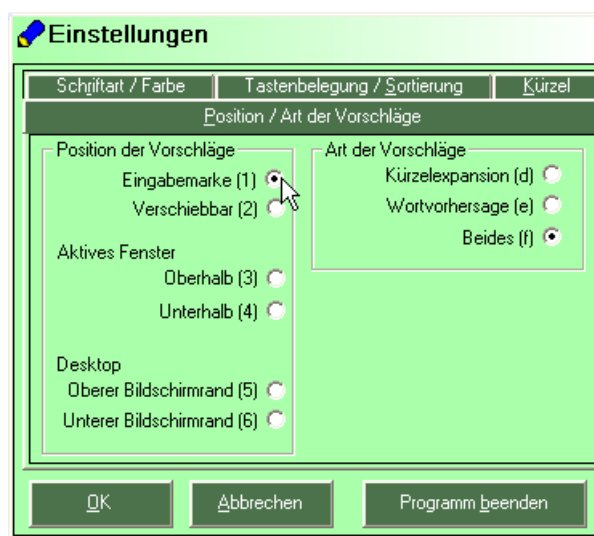 Einstellungen
Schriftart / Farbe
Tastenbelegung / Sortierung
Kürzel
Position / Art der Vorschläge
Position der Vorschläge
Eingabemarke (1)
Verschiebbar (2)
Aktives Fenster
Oberhalb (3)
Unterhalb (4)
Desktop
Oberer Bildschirmrand (5)
Unterer Bildschirmrand (6)
Art der Vorschläge
Kürzelexpansion (d)
Wortvorhersage (e)
Beides (f)
OK
Abbrechen
Programm beenden